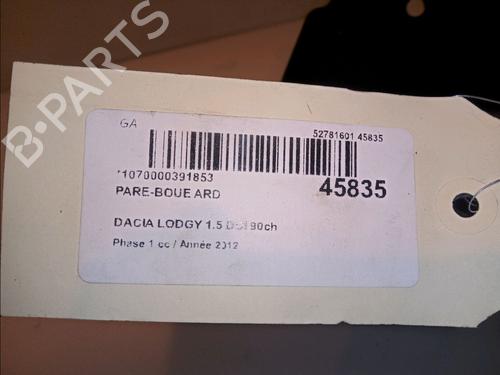 B-PARTS
GA
52781601 45835
*1070000391853
PARE-BOUE ARD
45835
DACIA LODGY 1.5 DCI 90ch
Phase 1 cc / Année 2012